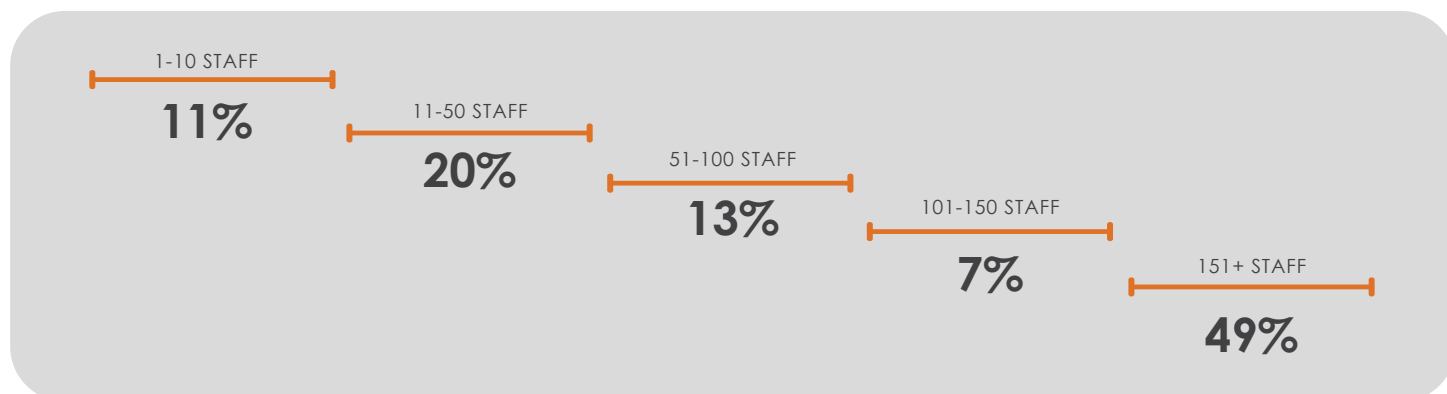 1-10 STAFF
11%
11-50 STAFF
20%
51-100 STAFF
13%
101-150 STAFF
7%
151+ STAFF
49%